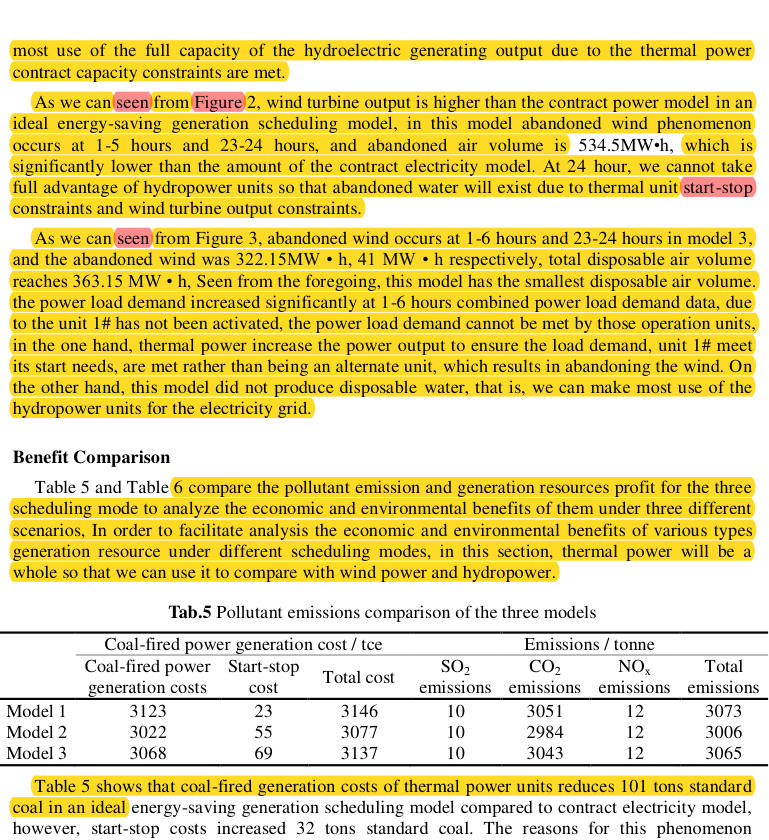 most use of the full capacity of the hydroelectric generating output due to the thermal power
contract capacity constraints are met.
As we can seen from Figure 2, wind turbine output is higher than the contract power model in an
ideal energy-saving generation scheduling model, in this model abandoned wind phenomenon
occurs at 1-5 hours and 23-24 hours, and abandoned air volume is 534.5MW•h, which is
significantly lower than the amount of the contract electricity model. At 24 hour, we cannot take
full advantage of hydropower units so that abandoned water will exist due to thermal unit start-stop
constraints and wind turbine output constraints.
As we can seen from Figure 3, abandoned wind occurs at 1-6 hours and 23-24 hours in model 3,
and the abandoned wind was 322.15MW • h, 41 MW • h respectively, total disposable air volume
reaches 363.15 MW • h, Seen from the foregoing, this model has the smallest disposable air volume.
the power load demand increased significantly at 1-6 hours combined power load demand data, due
to the unit 1# has not been activated, the power load demand cannot be met by those operation units,
in the one hand, thermal power increase the power output to ensure the load demand, unit 1# meet
its start needs, are met rather than being an alternate unit, which results in abandoning the wind. On
the other hand, this model did not produce disposable water, that is, we can make most use of the
hydropower units for the electricity grid.
Benefit Comparison
Table 5 and Table 6 compare the pollutant emission and generation resources profit for the three
scheduling mode to analyze the economic and environmental benefits of them under three different
scenarios, In order to facilitate analysis the economic and environmental benefits of various types
generation resource under different scheduling modes, in this section, thermal power will be a
whole so that we can use it to compare with wind power and hydropower.
Tab.5 Pollutant emissions comparison of the three models
Coal-fired power generation cost / tce Emissions / tonne
Coal-fired power generation costs Start-stop cost Total cost SO2 emissions CO2 emissions NOx emissions Total emissions
Model 1 3123 23 3146 10 3051 12 3073
Model 2 3022 55 3077 10 2984 12 3006
Model 3 3068 69 3137 10 3043 12 3065
Table 5 shows that coal-fired generation costs of thermal power units reduces 101 tons standard
coal in an ideal energy-saving generation scheduling model compared to contract electricity model,
however, start-stop costs increased 32 tons standard coal. The reasons for this phenomenon